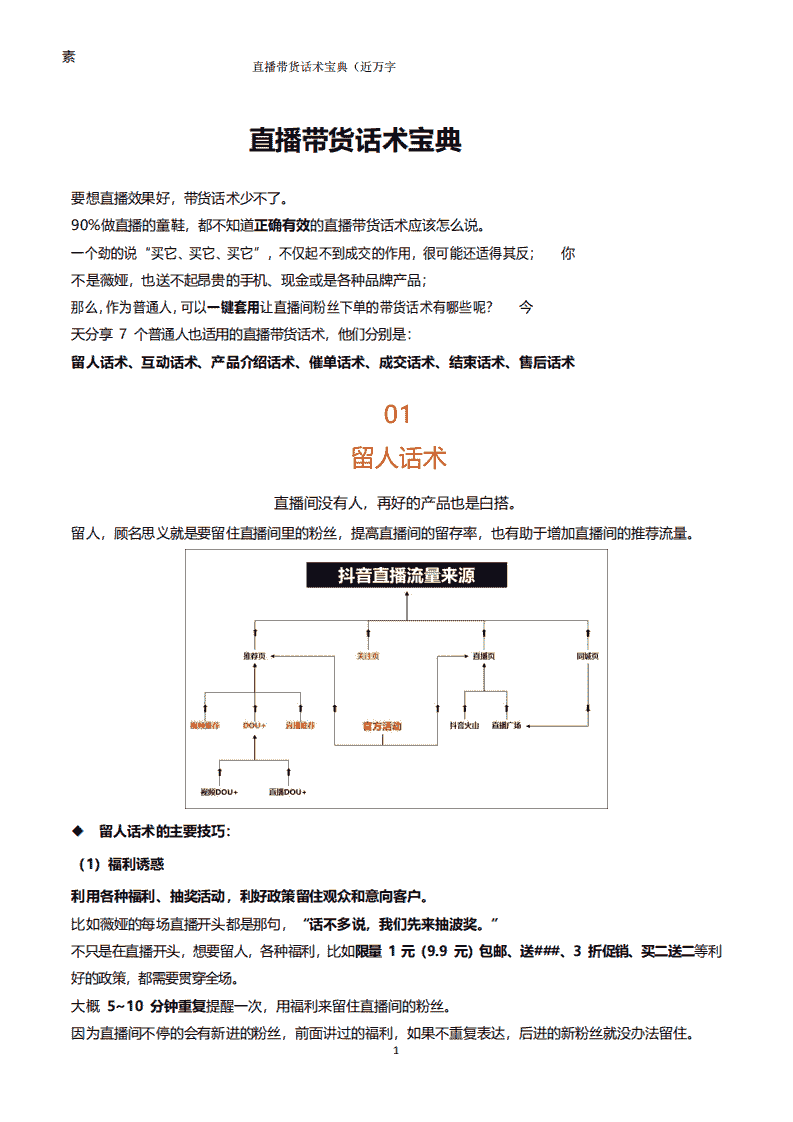 素
直播带货话术宝典（近万字
直播带货话术宝典
要想直播效果好，带货话术少不了。
90%做直播的童鞋，都不知道正确有效的直播带货话术应该怎么说。
一个劲的说“买它、买它、买它”，不仅起不到成交的作用，很可能还适得其反； 你
不是薇娅，也送不起昂贵的手机、现金或是各种品牌产品；
那么，作为普通人，可以一键套用让直播间粉丝下单的带货话术有哪些呢？ 今
天分享 7 个普通人也适用的直播带货话术，他们分别是：
留人话术、互动话术、产品介绍话术、催单话术、成交话术、结束话术、售后话术
01
留人话术
直播间没有人，再好的产品也是白搭。
留人，顾名思义就是要留住直播间里的粉丝，提高直播间的留存率，也有助于增加直播间的推荐流量。
抖音直播流量来源
推荐页 关注页 直播页 同城页
视频推荐 DOU+ 直播推荐 官方活动 抖音火山 直播广场
视频DOU+ 直播DOU+
◆ 留人话术的主要技巧：
（1）福利诱惑
利用各种福利、抽奖活动，利好政策留住观众和意向客户。
比如薇娅的每场直播开头都是那句，“话不多说，我们先来抽波奖。”
不只是在直播开头，想要留人，各种福利，比如限量 1 元（9.9 元）包邮、送###、3 折促销、买二送二等利
好的政策，都需要贯穿全场。
大概 5~10 分钟重复提醒一次，用福利来留住直播间的粉丝。
因为直播间不停的会有新进的粉丝，前面讲过的福利，如果不重复表达，后进的新粉丝就没办法留住。
1